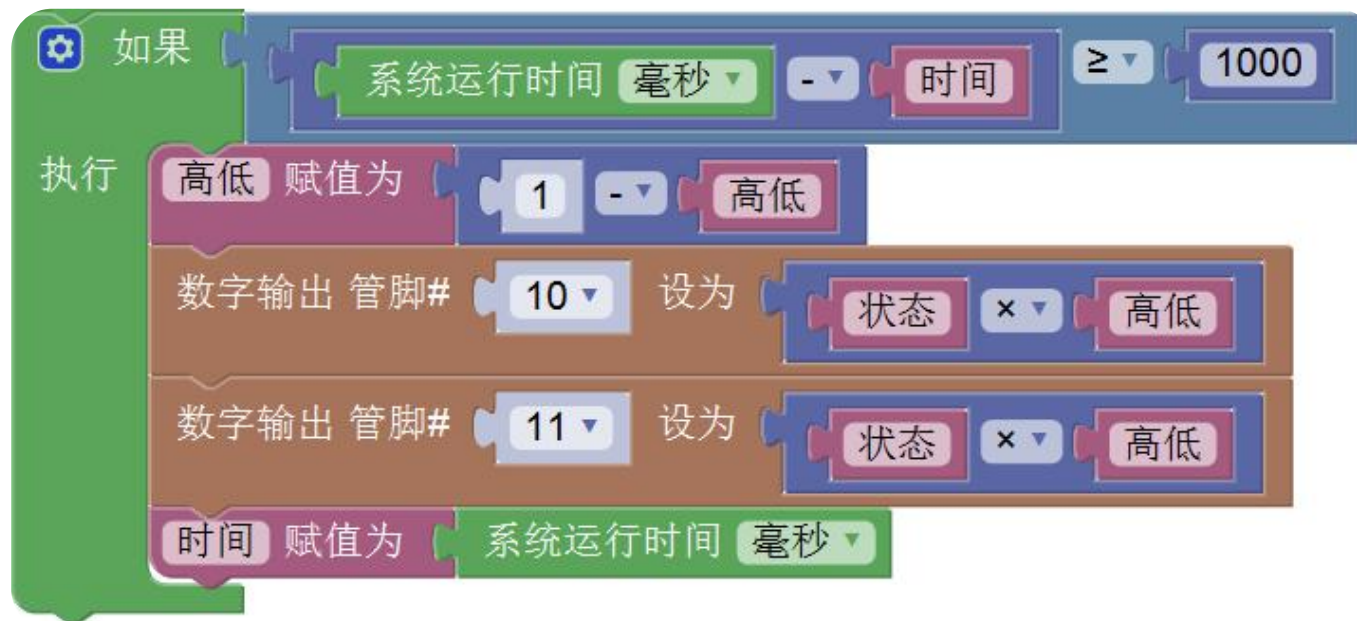 如果 系统运行时间 毫秒 - 时间 ≥ 1000
执行 高低 赋值为 1 - 高低
数字输出 管脚# 10 设为 状态 × 高低
数字输出 管脚# 11 设为 状态 × 高低
时间 赋值为 系统运行时间 毫秒